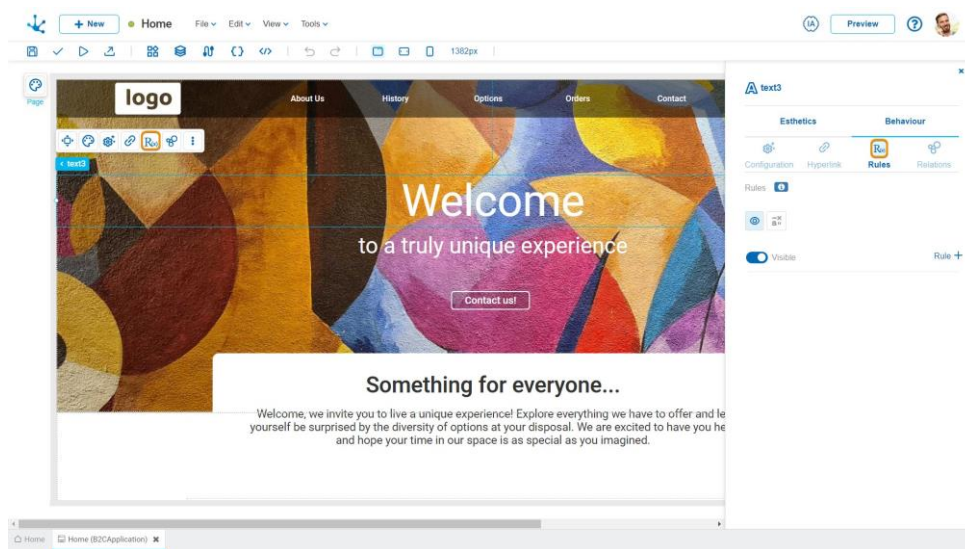 + New
Home
File
Edit
View
Tools
IA
Preview
?
1382px
Page
logo
About Us
History
Options
Orders
Contact
text3
Welcome
to a truly unique experience
Contact us!
Something for everyone...
Welcome, we invite you to live a unique experience! Explore everything we have to offer and le
yourself be surprised by the diversity of options at your disposal. We are excited to have you he
and hope your time in our space is as special as you imagined.
text3
Esthetics
Behaviour
Configuration
Hyperlink
Rules
Relations
Rules
Visible
Rule +
Home
Home (B2CApplication)